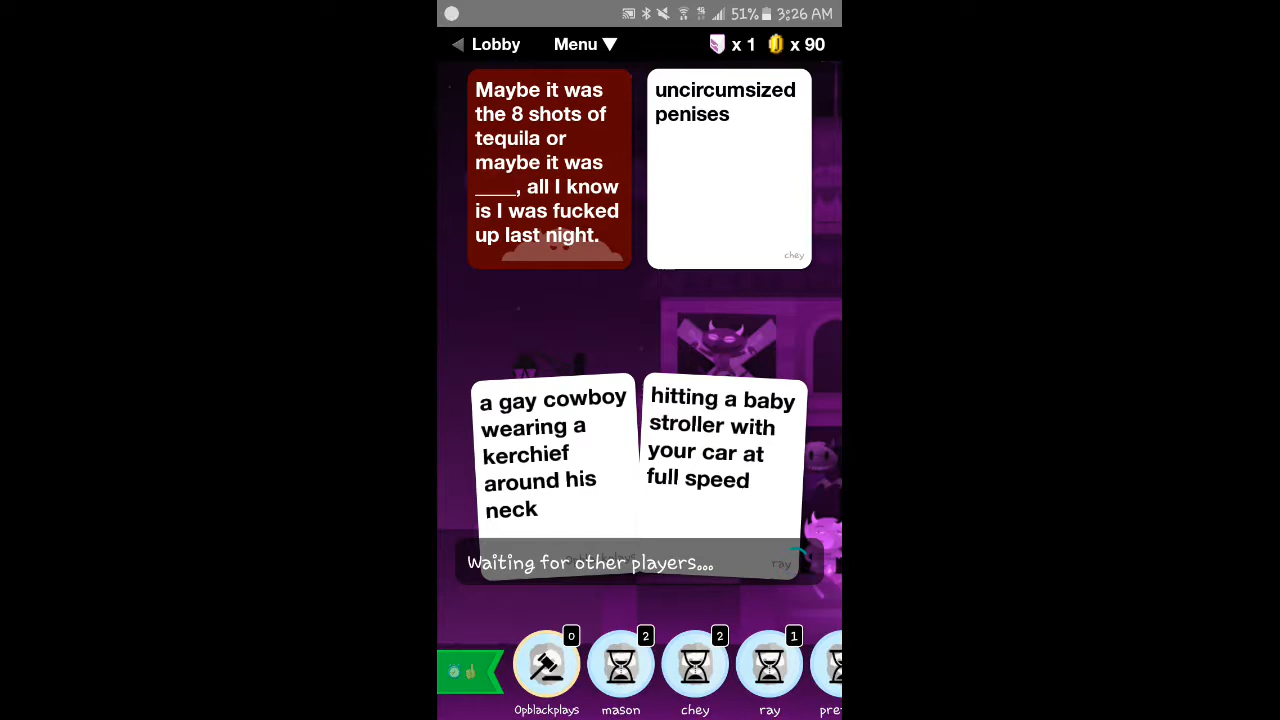 51% 3:26 AM
Lobby Menu ▼ x 1 x 90
Maybe it was
the 8 shots of
tequila or
maybe it was
____, all I know
is I was fucked
up last night.
uncircumsized
penises
chey
a gay cowboy
wearing a
kerchief
around his
neck
Opblackplays
hitting a baby
stroller with
your car at
full speed
ray
Waiting for other players...
0 2 2 1
Opblackplays mason chey ray